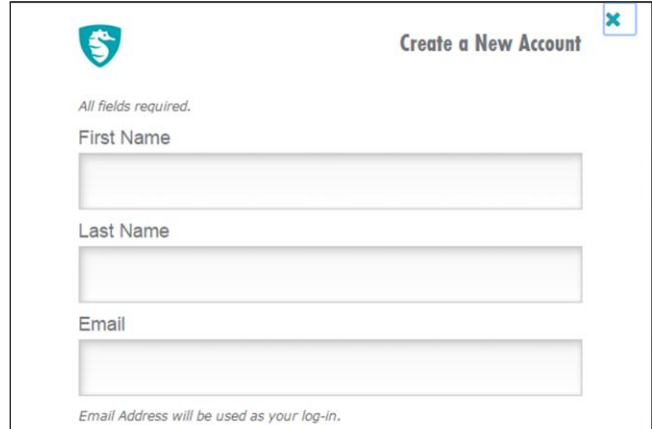 Create a New Account
All fields required.
First Name
Last Name
Email
Email Address will be used as your log-in.